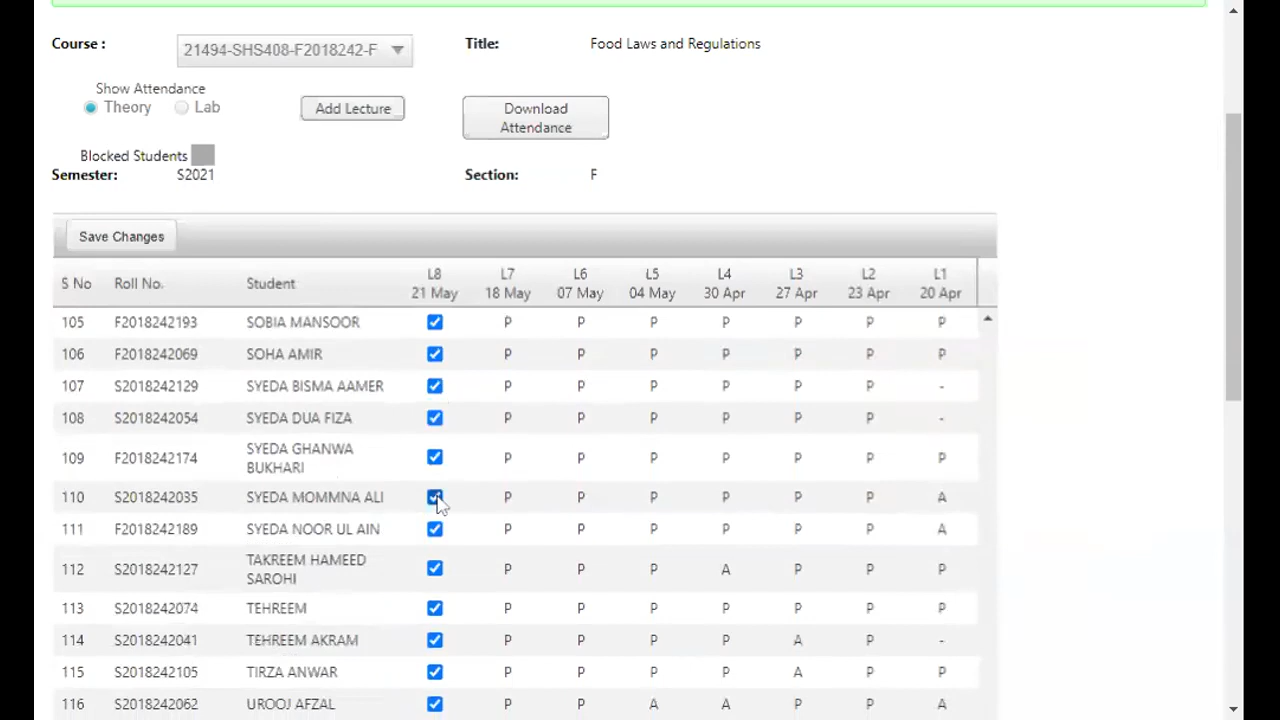 Course : 21494-SHS408-F2018242-F Title: Food Laws and Regulations
Show Attendance
Theory Lab Add Lecture Download Attendance
Blocked Students
Semester: S2021 Section: F
Save Changes
S No Roll No. Student L8 21 May L7 18 May L6 07 May L5 04 May L4 30 Apr L3 27 Apr L2 23 Apr L1 20 Apr
105 F2018242193 SOBIA MANSOOR P P P P P P P
106 F2018242069 SOHA AMIR P P P P P P P
107 S2018242129 SYEDA BISMA AAMER P P P P P P -
108 S2018242054 SYEDA DUA FIZA P P P P P P -
109 F2018242174 SYEDA GHANWA BUKHARI P P P P P P P
110 S2018242035 SYEDA MOMMNA ALI P P P P P P A
111 F2018242189 SYEDA NOOR UL AIN P P P P P P A
112 S2018242127 TAKREEM HAMEED SAROHI P P P A P P P
113 S2018242074 TEHREEM P P P P P P P
114 S2018242041 TEHREEM AKRAM P P P P A P -
115 S2018242105 TIRZA ANWAR P P P P A P P
116 S2018242062 UROOJ AFZAL P P A A P P A